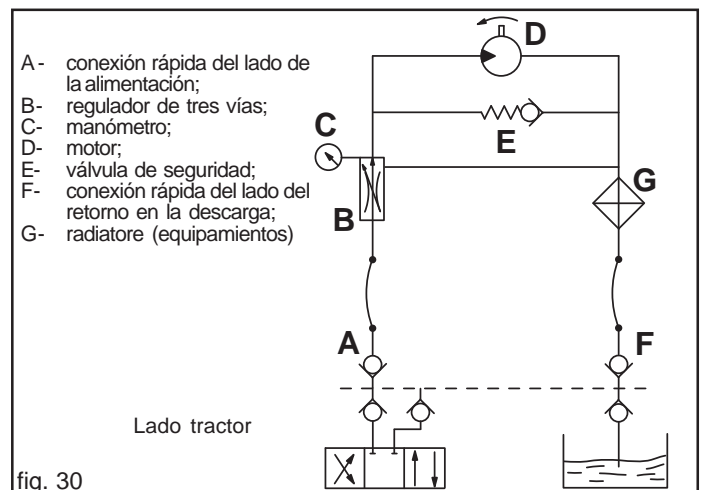 A- conexión rápida del lado de
la alimentación;
B- regulador de tres vías;
C- manómetro;
D- motor;
E- válvula de seguridad;
F- conexión rápida del lado del
retorno en la descarga;
G- radiatore (equipamientos)
D
C
E
G
B
A
F
Lado tractor
fig. 30